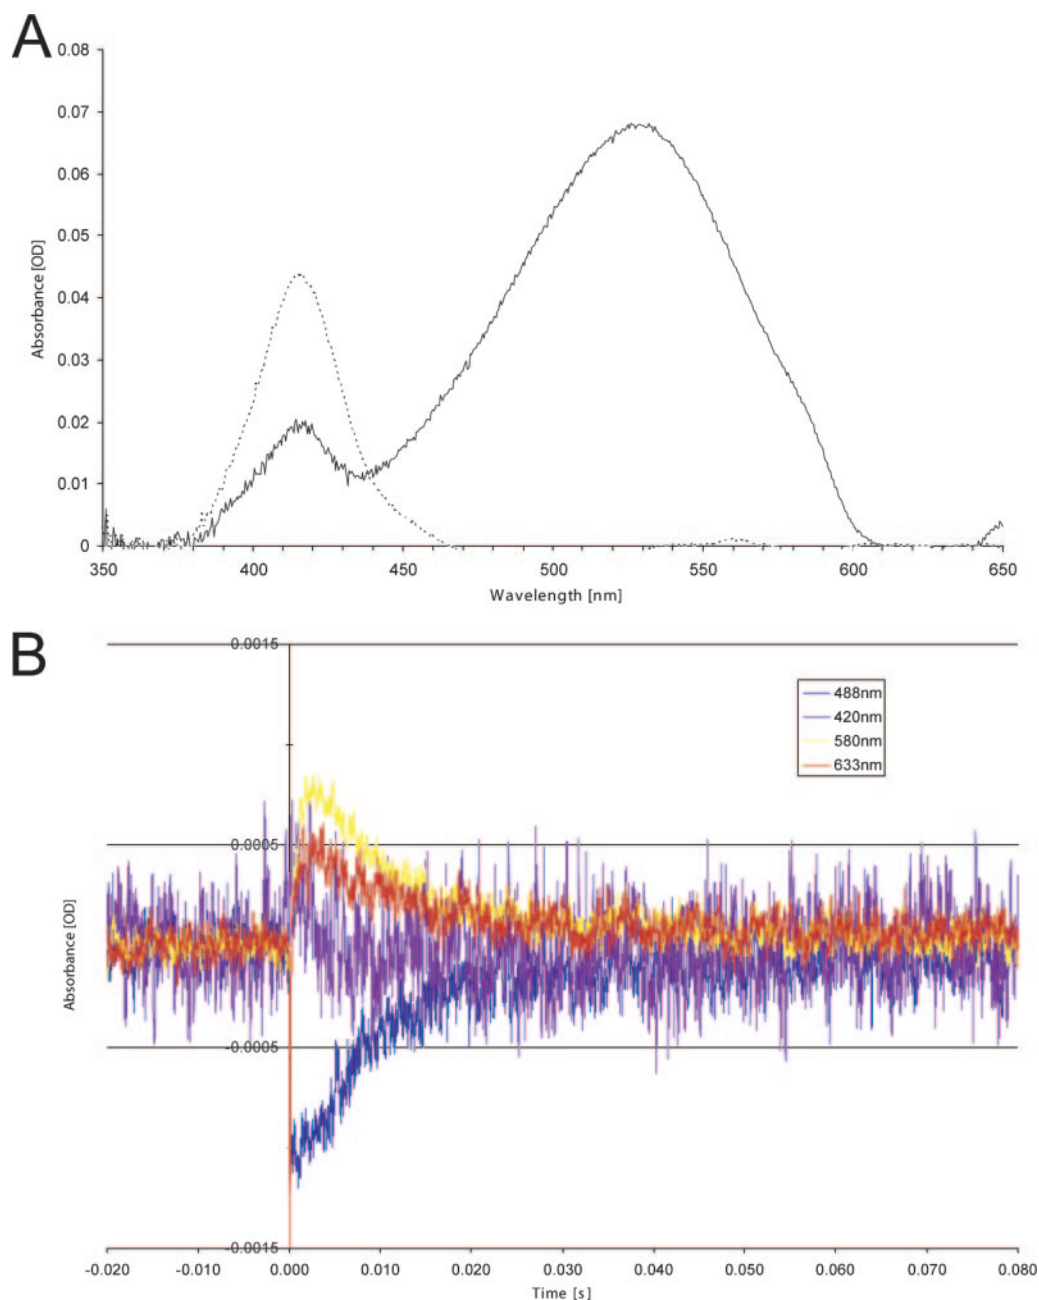 A
0.08
0.07
0.06
0.05
0.04
0.03
0.02
0.01
0
Absorbance [OD]
350 400 450 500 550 600 650
Wavelength [nm]
B
0.0015
0.0005
-0.0005
-0.0015
Absorbance [OD]
488nm
420nm
580nm
633nm
-0.020 -0.010 0.000 0.010 0.020 0.030 0.040 0.050 0.060 0.070 0.080
Time [s]